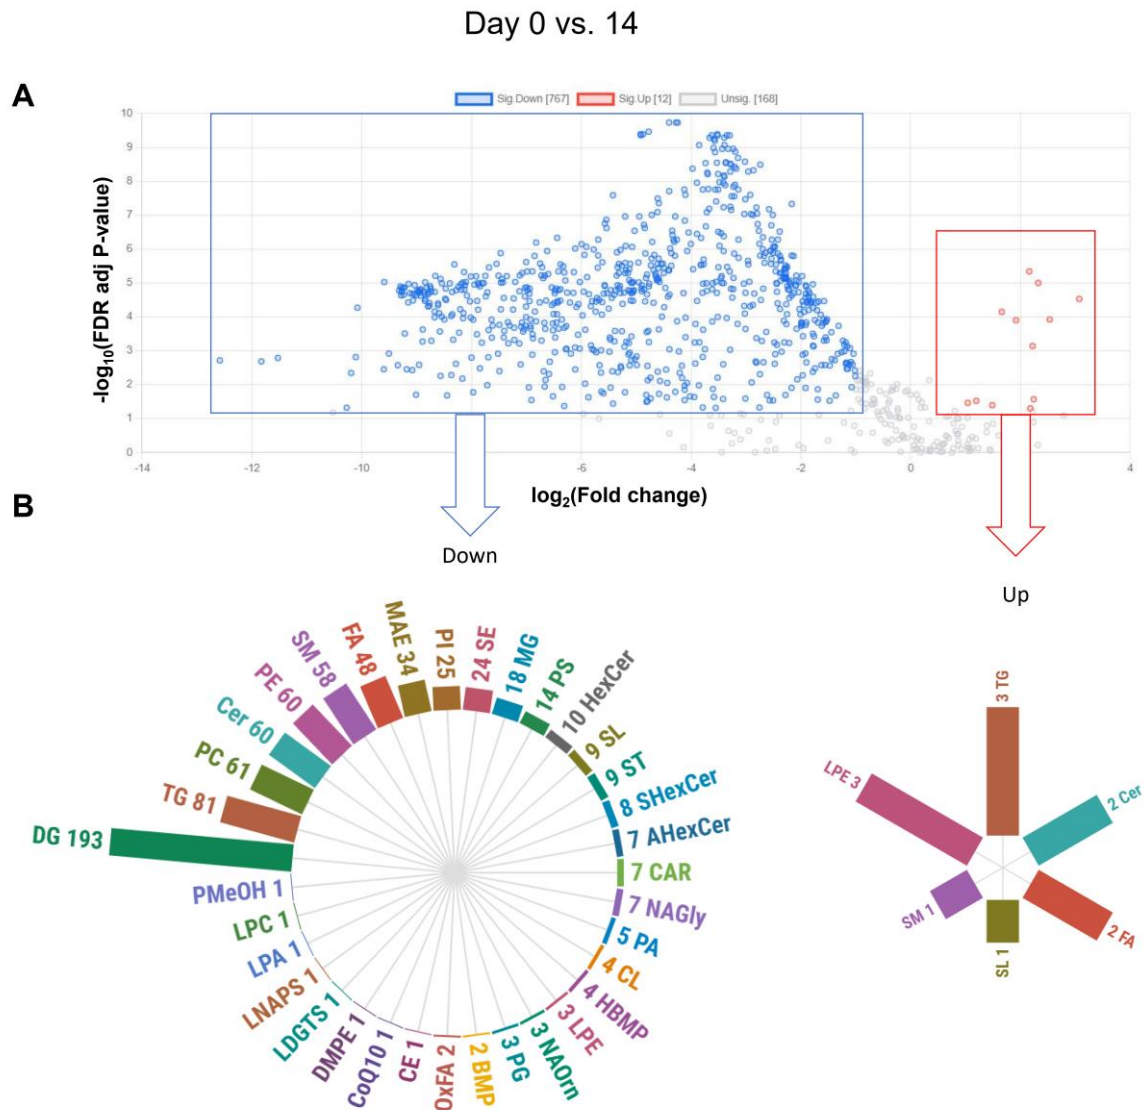 Day 0 vs. 14
A
Sig.Down [767] Sig.Up [12] Unsig. [168]
10
9
8
7
6
5
4
3
2
1
0
-log10(FDR adj P-value)
-14 -10 -6 -4 -2 0 4
log2(Fold change)
B
Down
Up
DG 193
TG 81
PC 61
Cer 60
PE 60
SM 58
FA 48
MAE 34
PI 25
24 SE
18 MG
14 PS
10 HexCer
9 SL
9 ST
8 SHexCer
7 AHexCer
7 CAR
7 NAGly
5 PA
4 CL
4 HBMP
3 LPE
3 NAOrn
3 PG
2 BMP
OxFA 2
CE 1
CoQ10 1
DMPE 1
LDGTS 1
LNAPS 1
LPA 1
LPC 1
PMeOH 1
3 TG
2 Cer
2 FA
SL 1
SM 1
LPE 3